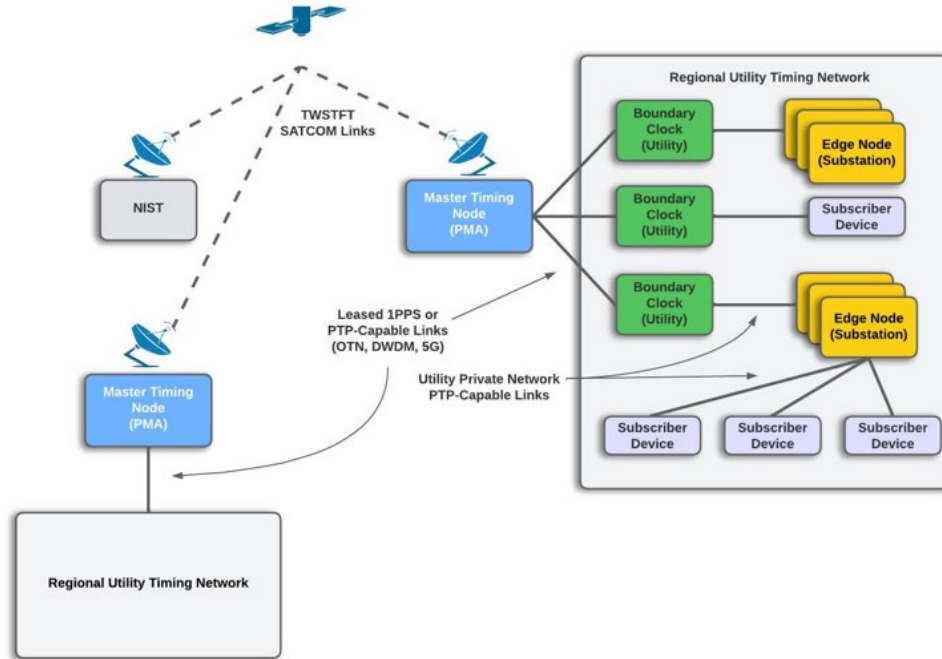 TWSTFT
SATCOM Links
NIST
Master Timing
Node
(PMA)
Regional Utility Timing Network
Boundary
Clock
(Utility)
Edge Node
(Substation)
Boundary
Clock
(Utility)
Subscriber
Device
Boundary
Clock
(Utility)
Edge Node
(Substation)
Leased 1PPS or
PTP-Capable Links
(OTN, DWDM, 5G)
Utility Private Network
PTP-Capable Links
Subscriber
Device
Subscriber
Device
Subscriber
Device
Master Timing
Node
(PMA)
Regional Utility Timing Network